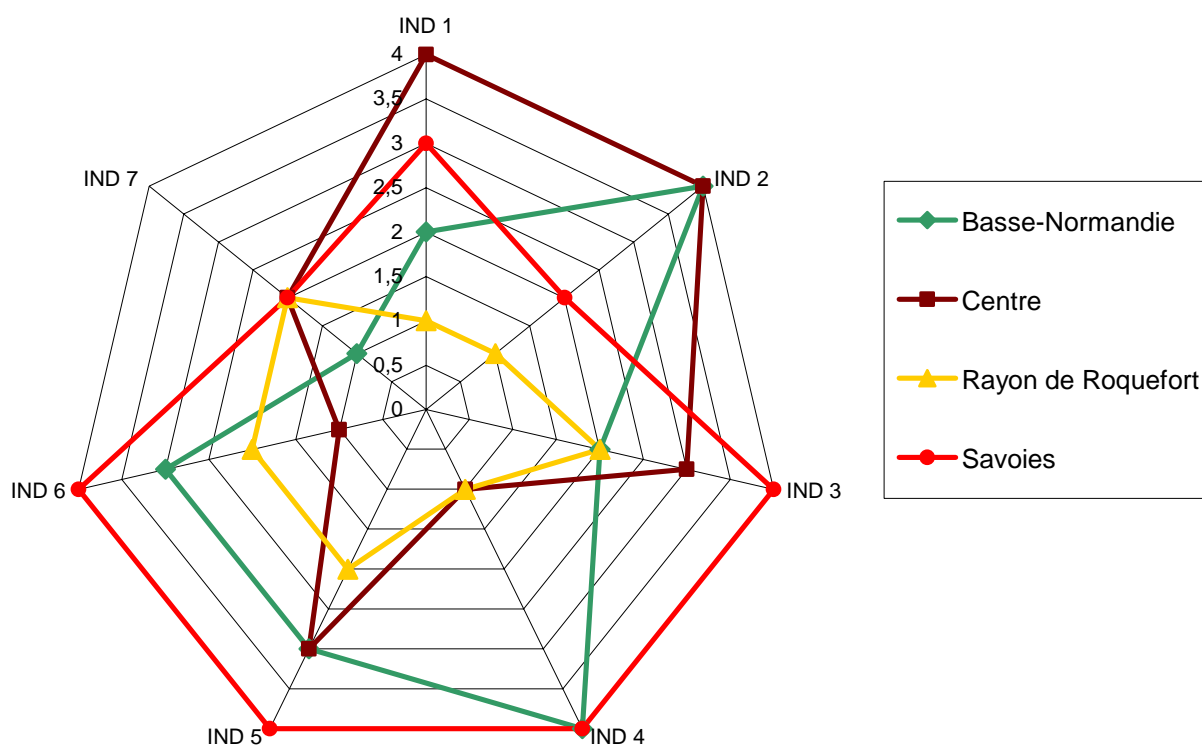 IND 1
4
3,5
3
2,5
2
1,5
1
0,5
0
IND 2
IND 3
IND 4
IND 5
IND 6
IND 7
Basse-Normandie
Centre
Rayon de Roquefort
Savoies